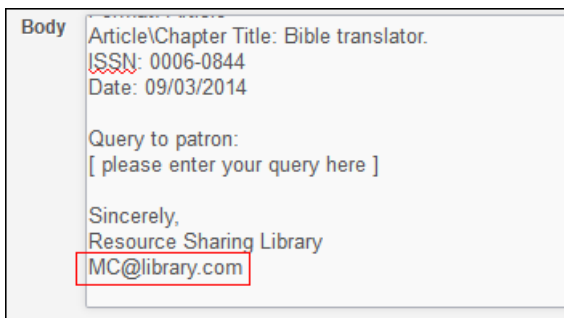 Body
Article\Chapter Title: Bible translator.
ISSN: 0006-0844
Date: 09/03/2014
Query to patron:
[ please enter your query here ]
Sincerely,
Resource Sharing Library
MC@library.com